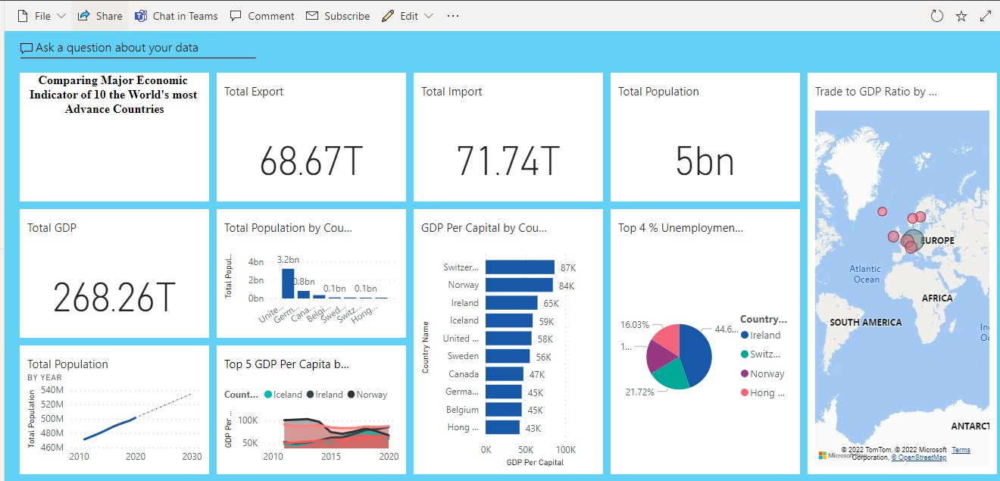 File Share Chat in Teams Comment Subscribe Edit ...
Ask a question about your data
Comparing Major Economic
Indicator of 10 the World's most
Advance Countries
Total Export
68.67T
Total Import
71.74T
Total Population
5bn
Trade to GDP Ratio by ...
EUROPE
Atlantic
Ocean
AFRICA
SOUTH AMERICA
In
Oc
ANTARCT
© 2022 TomTom, © 2022 Microsoft Terms
Microsoft Bing
Corporation, © OpenStreetMap
Total GDP
268.26T
Total Population by Cou...
Total Popul...
4bn
2bn
0bn
3.2bn
0.8bn
0.1bn
0.1bn
Unite...
Germ...
Cana...
Belgi...
Swed...
Switz...
Hong...
GDP Per Capital by Cou...
Country Name
Switzer... 87K
Norway 84K
Ireland 65K
Iceland 59K
United ... 58K
Sweden 56K
Canada 47K
Germa... 45K
Belgium 45K
Hong ... 43K
0K 50K 100K
GDP Per Capital
Top 4 % Unemploymen...
16.03%
44.6...
1...
21.72%
Country...
Ireland
Switz...
Norway
Hong ...
Total Population
BY YEAR
Total Population
540M
520M
500M
480M
460M
2010 2020 2030
Top 5 GDP Per Capita b...
Count... Iceland Ireland Norway
GDP Per ...
100K
50K
2010 2015 2020